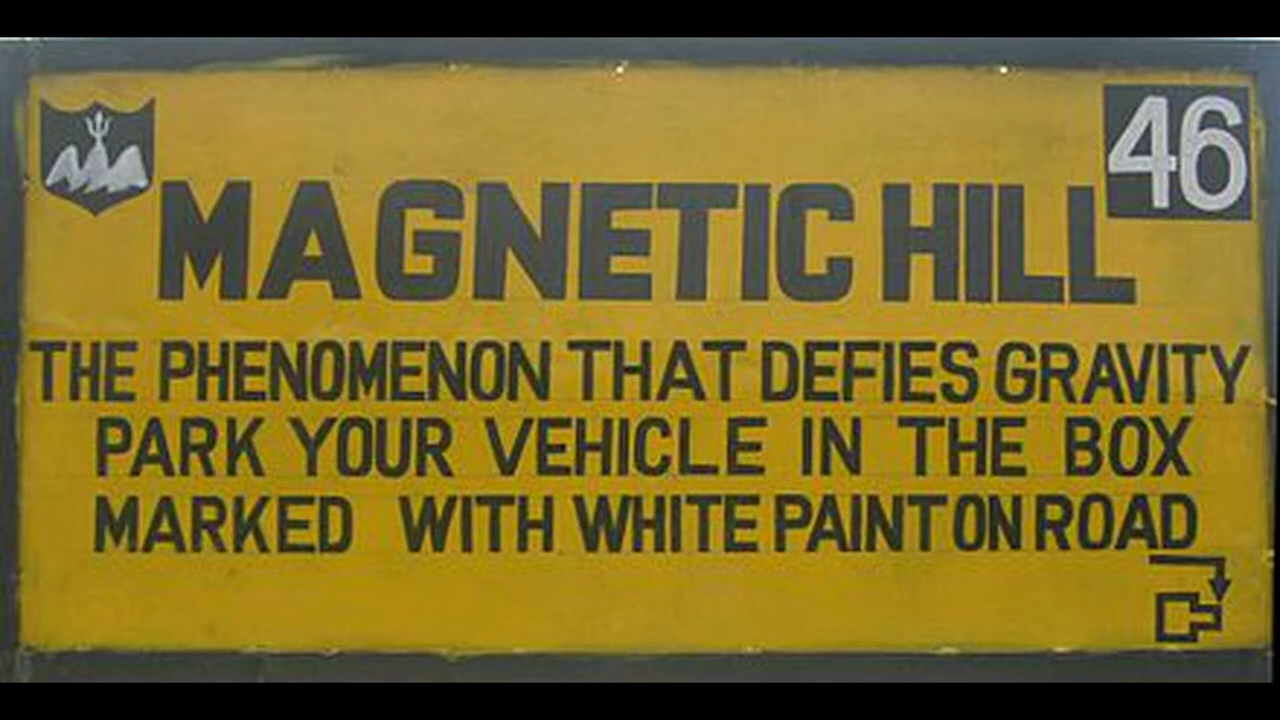 46
MAGNETIC HILL
THE PHENOMENON THAT DEFIES GRAVITY
PARK YOUR VEHICLE IN THE BOX
MARKED WITH WHITE PAINT ON ROAD